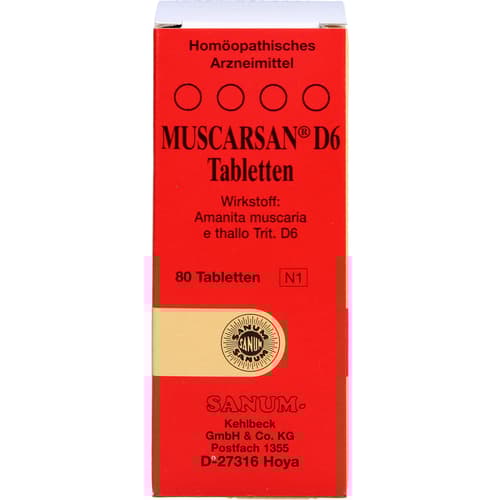 Homöopathisches
Arzneimittel
MUSCARSAN® D6
Tabletten
Wirkstoff:
Amanita muscaria
e thallo Trit. D6
80 Tabletten N1
SANUM
SANUM
SANUM
SANUM-
Kehlbeck
GmbH & Co. KG
Postfach 1355
D-27316 Hoya